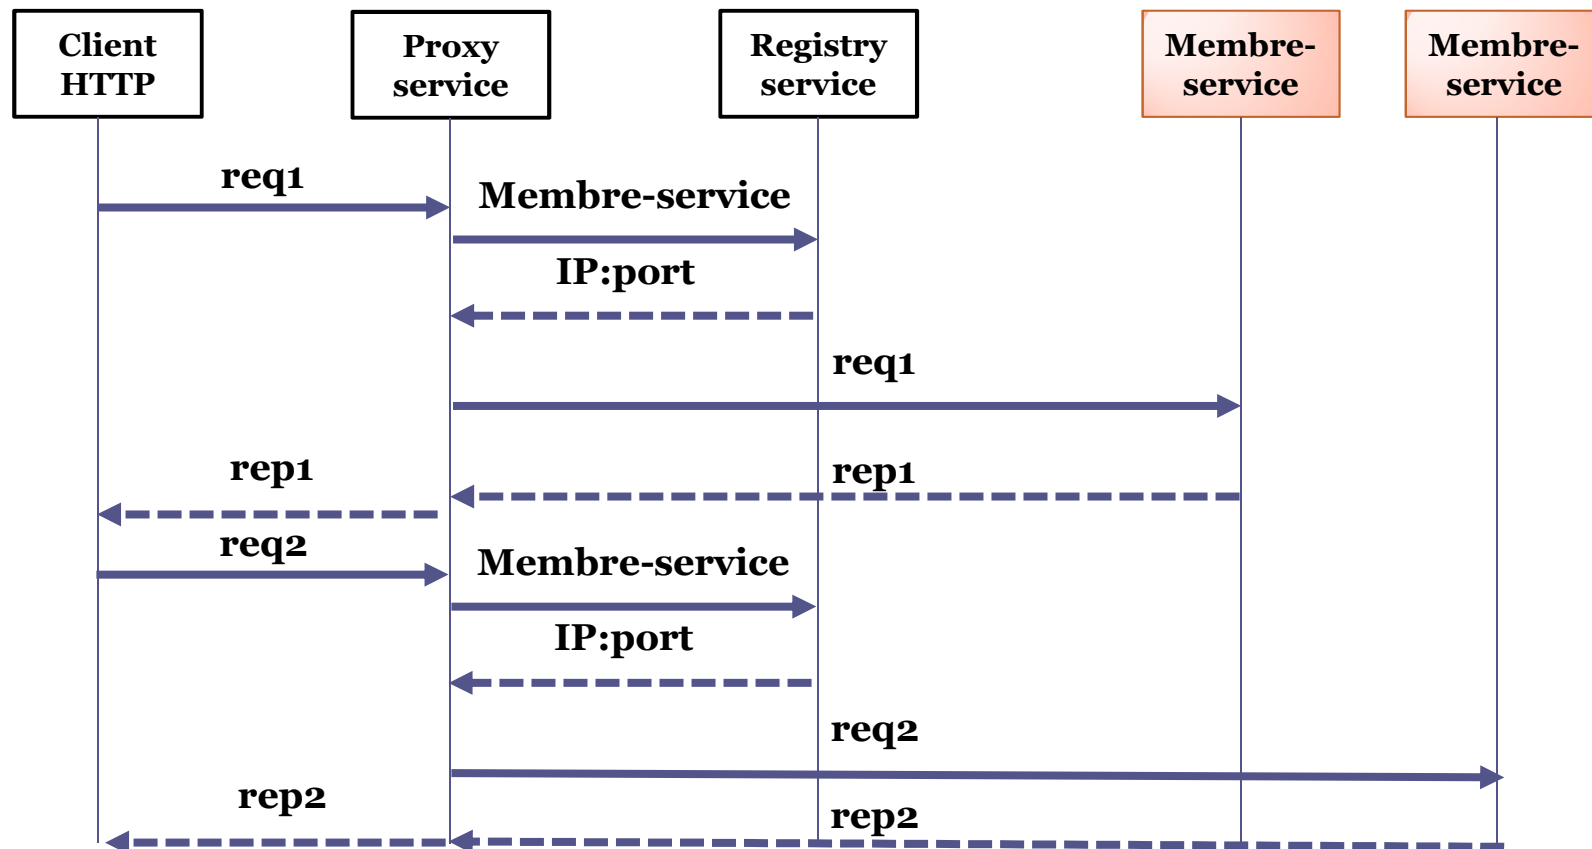 Client
HTTP
Proxy
service
Registry
service
Membre-
service
Membre-
service
req1
Membre-service
IP:port
req1
rep1
rep1
req2
Membre-service
IP:port
req2
rep2
rep2